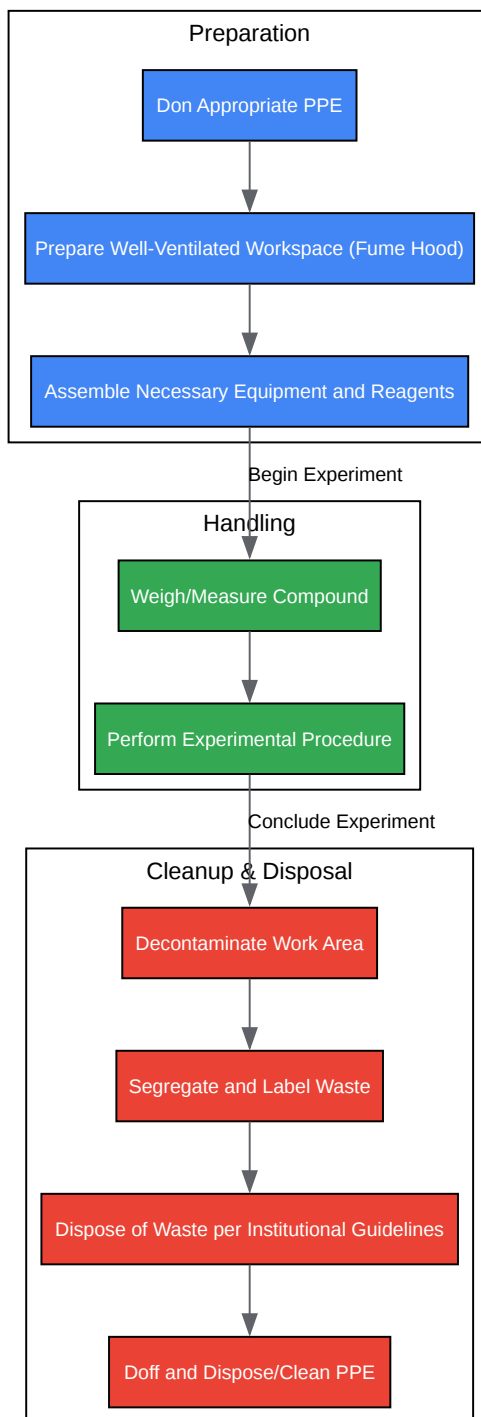 Preparation
Don Appropriate PPE
Prepare Well-Ventilated Workspace (Fume Hood)
Assemble Necessary Equipment and Reagents
Begin Experiment
Handling
Weigh/Measure Compound
Perform Experimental Procedure
Conclude Experiment
Cleanup & Disposal
Decontaminate Work Area
Segregate and Label Waste
Dispose of Waste per Institutional Guidelines
Doff and Dispose/Clean PPE